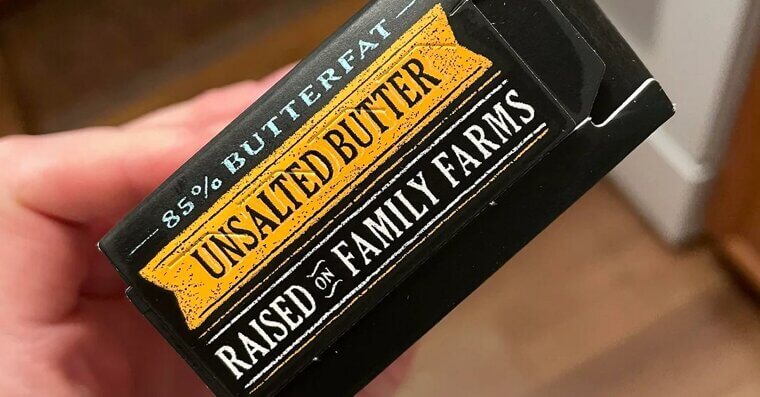 85% BUTTERFAT
UNSALTED BUTTER
RAISED ON FAMILY FARMS